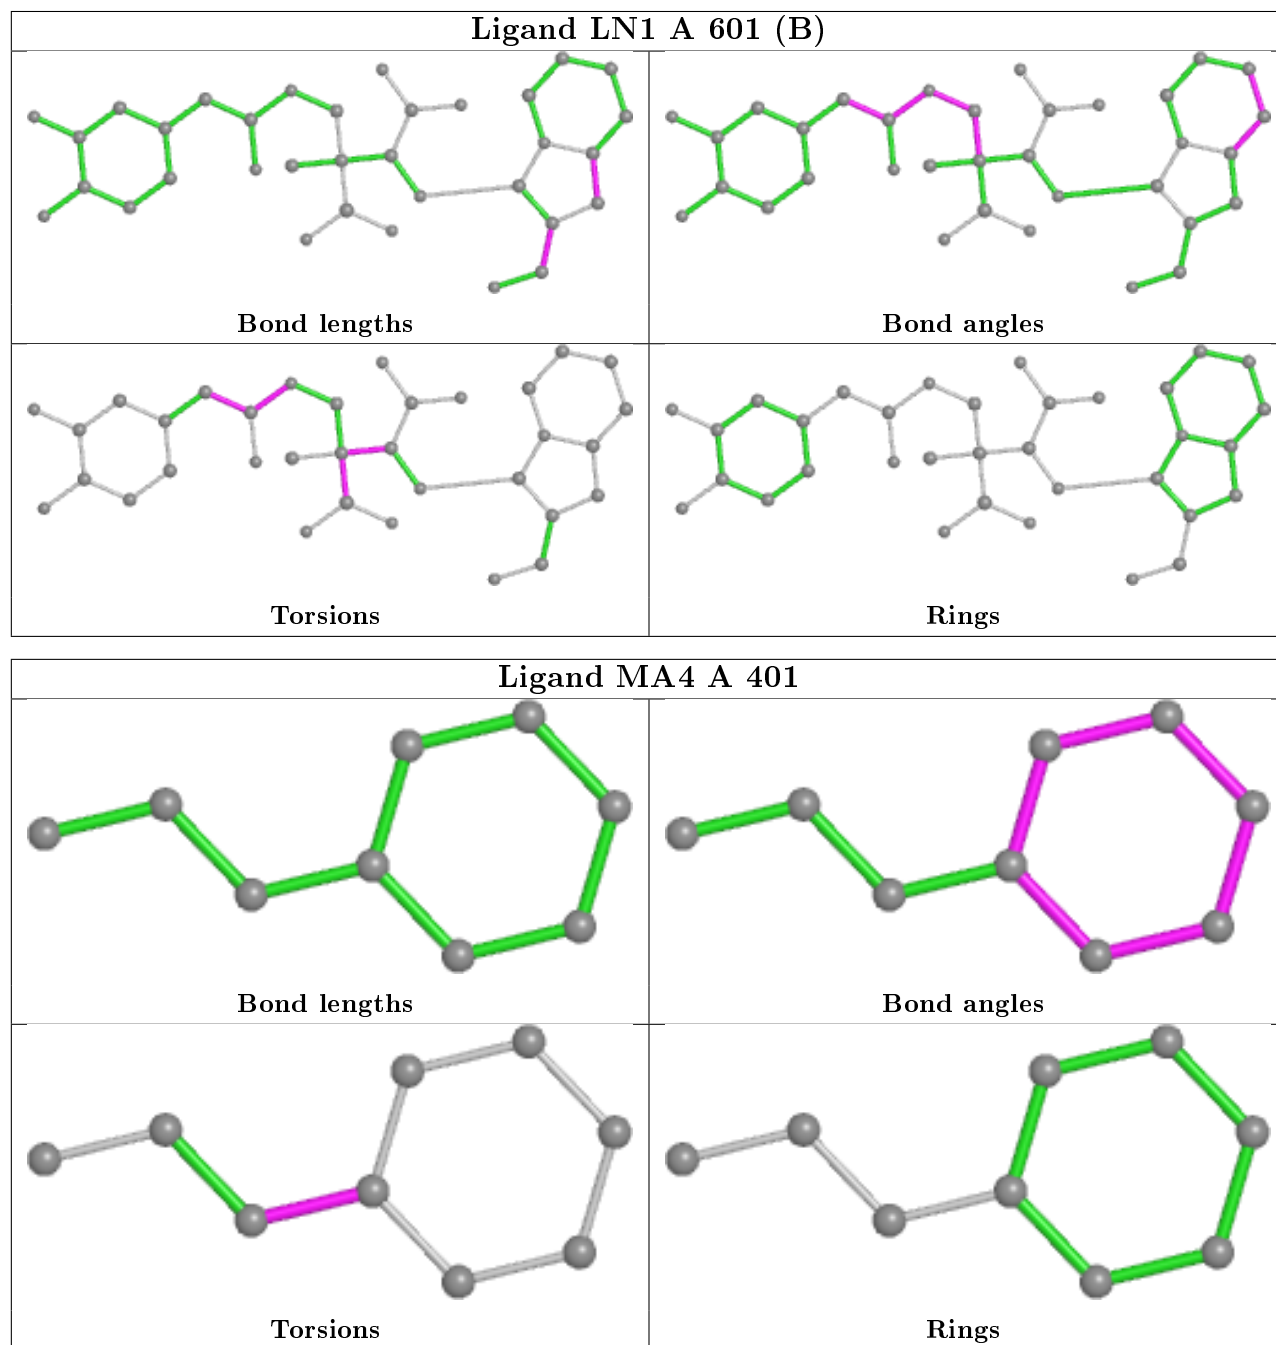 Ligand LN1 A 601 (B)
Bond lengths
Bond angles
Torsions
Rings
Ligand MA4 A 401
Bond lengths
Bond angles
Torsions
Rings